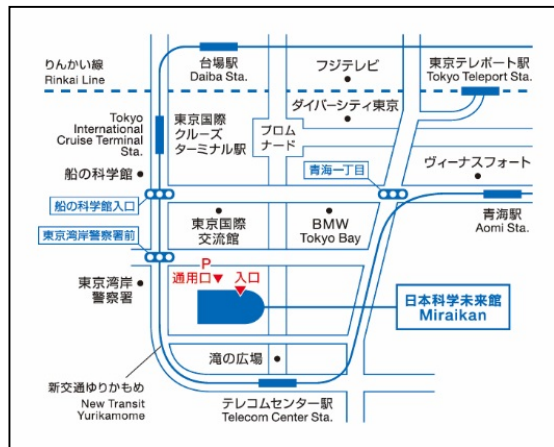 りんかい線
Rinkai Line
台場駅
Daiba Sta.
フジテレビ
東京テレポート駅
Tokyo Teleport Sta.
ダイバーシティ東京
Tokyo
International
Cruise Terminal
Sta.
東京国際
クルーズ
ターミナル駅
プロム
ナード
船の科学館
青海一丁目
ヴィーナスフォート
船の科学館入口
東京国際
交流館
BMW
Tokyo Bay
青海駅
Aomi Sta.
東京湾岸警察署前
P
通用口
入口
東京湾岸
警察署
日本科学未来館
Miraikan
滝の広場
新交通ゆりかもめ
New Transit
Yurikamome
テレコムセンター駅
Telecom Center Sta.